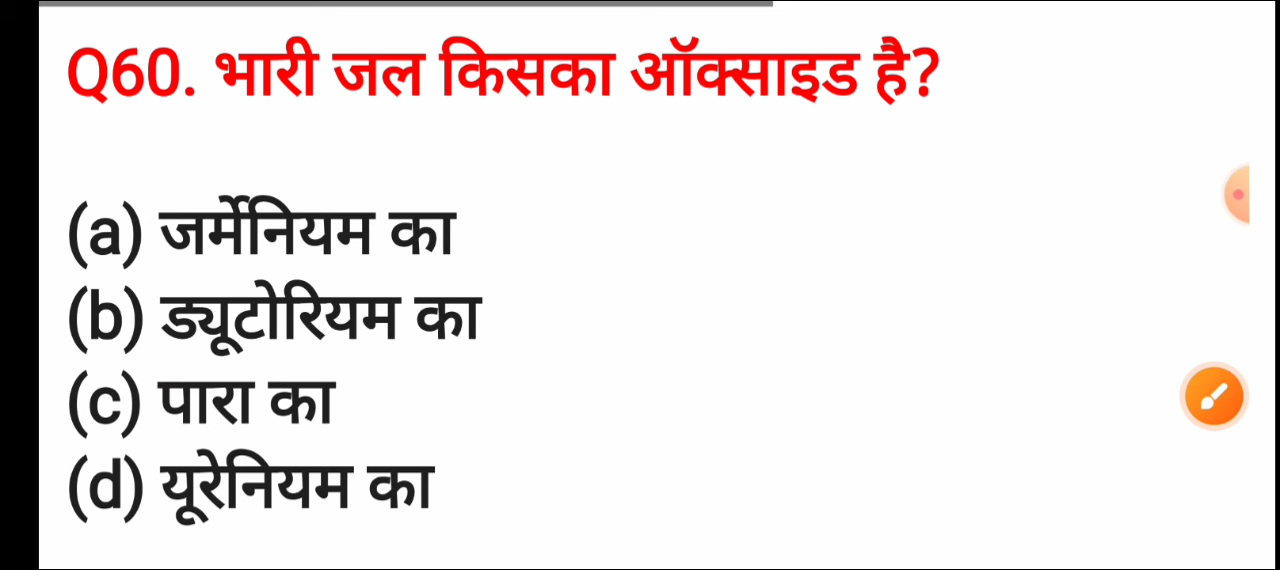 Q60. भारी जल किसका ऑक्साइड है?
(a) जर्मेनियम का
(b) ड्यूटोरियम का
(c) पारा का
(d) यूरेनियम का